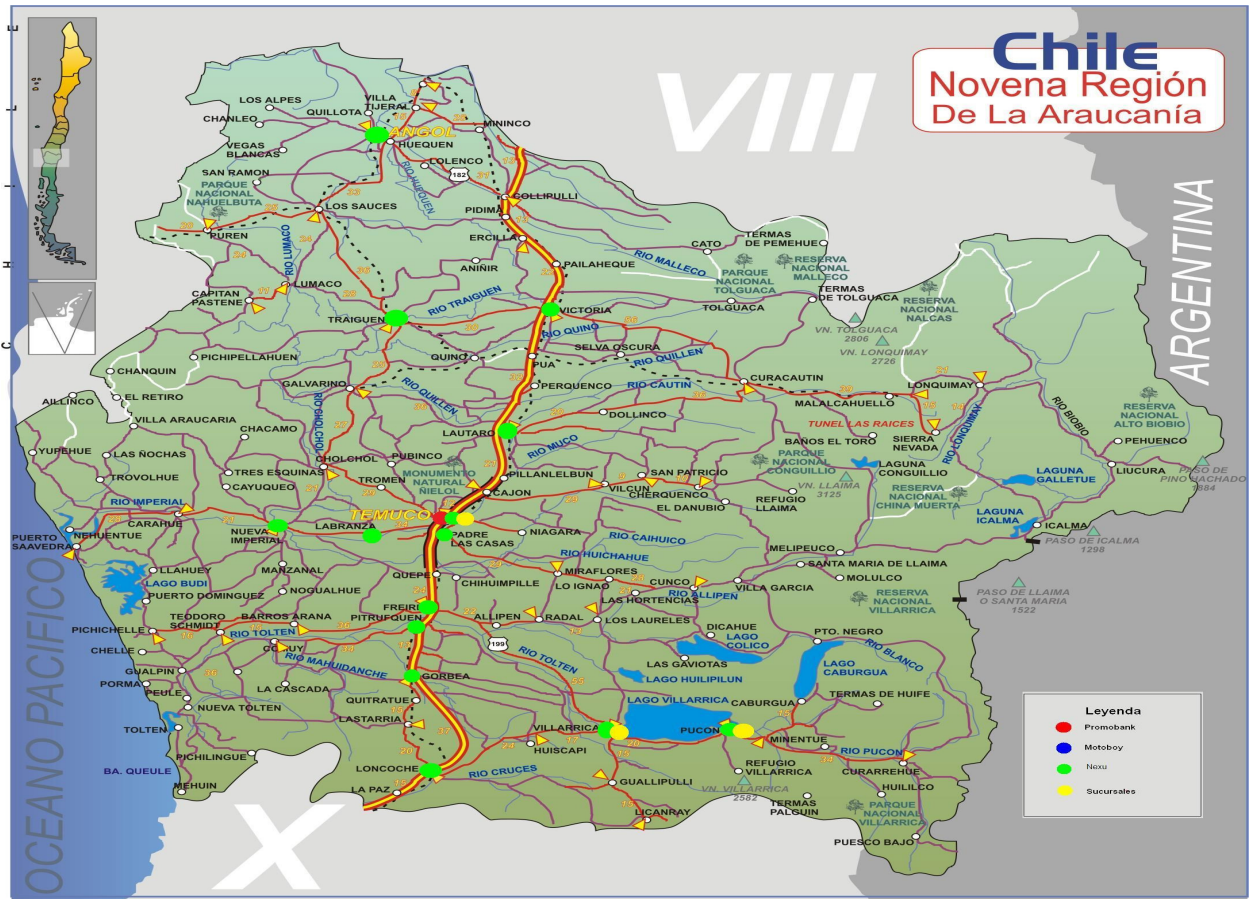 Chile
Novena Región
De La Araucanía
VIII
X
C H I L E
ARGENTINA
OCEANO PACIFICO
LOS ALPES
CHANLEO
VEGAS
BLANCAS
QUILLOTA
VILLA
TIJERAL
ANGOL
HUEQUEN
MININCO
LOLENCO
182
SAN RAMON
PARQUE
NACIONAL
NAHUELBUTA
RIO HUEQUEN
LOS SAUCES
COLLIPULLI
PIDIMA
PUREN
ERCILLA
RIO LUMACO
ANIÑIR
PAILAHEQUE
CATO
TERMAS
DE PEMEHUE
RIO MALLECO
PARQUE
NACIONAL
TOLGUACA
RESERVA
NACIONAL
MALLECO
LUMACO
CAPITAN
PASTENE
RIO TRAIGUEN
TRAIGUEN
VICTORIA
TOLGUACA
TERMAS
DE TOLGUACA
RESERVA
NACIONAL
NALCAS
VN. TOLGUACA
2806
VN. LONQUIMAY
2726
RIO QUINO
SELVA OSCURA
QUINO
PUA
RIO QUILLEN
PICHIPELLAHUEN
CHANQUIN
GALVARINO
RIO QUILLEN
PERQUENCO
RIO CAUTIN
CURACAUTIN
LONQUIMAY
MALALCAHUELLO
AILLINCO
EL RETIRO
VILLA ARAUCARIA
DOLLINCO
TUNEL LAS RAICES
SIERRA
NEVADA
RIO LONQUIMAY
RIO BIOBIO
RESERVA
NACIONAL
ALTO BIOBIO
PEHUENCO
CHACAMO
RIO CHOLCHOL
LAUTARO
RIO MUCO
BAÑOS EL TORO
YUPEHUE
LAS ÑOCHAS
TROVOLHUE
TRES ESQUINAS
CAYUQUEO
CHOLCHOL
PUBINCO
TROMEN
MONUMENTO
NATURAL
ÑIELOL
PILLANLELBUN
CAJON
VILCUN
SAN PATRICIO
CHERQUENCO
EL DANUBIO
PARQUE
NACIONAL
CONGUILLIO
VN. LLAIMA
3125
REFUGIO
LLAIMA
LAGUNA
CONGUILLIO
RESERVA
NACIONAL
CHINA MUERTA
LAGUNA
GALLETUE
LIUCURA
PASO DE
PINO HACHADO
1884
LAGUNA
ICALMA
ICALMA
PASO DE ICALMA
1298
RIO IMPERIAL
CARAHUE
TEMUCO
NUEVA
IMPERIAL
LABRANZA
PADRE
LAS CASAS
NIAGARA
RIO CAIHUICO
PUERTO
SAAVEDRA
NEHUENTUE
RIO HUICHAHUE
MELIPEUCO
LLAHUEY
LAGO BUDI
PUERTO DOMINGUEZ
MANZANAL
NOGUALHUE
QUEPE
CHIHUIMPILLE
MIRAFLORES
LO IGNAO
CUNCO
LAS HORTENCIAS
RIO ALLIPEN
VILLA GARCIA
SANTA MARIA DE LLAIMA
MOLULCO
RESERVA
NACIONAL
VILLARRICA
PASO DE LLAIMA
O SANTA MARIA
1522
FREIRE
PITRUFQUEN
ALLIPEN
RADAL
LOS LAURELES
199
TEODORO
SCHMIDT
BARROS ARANA
PICHICHELLE
RIO TOLTEN
COMUY
CHELLE
RIO MAHUIDANCHE
GUALPIN
PORMA
PEULE
NUEVA TOLTEN
LA CASCADA
GORBEA
RIO TOLTEN
DICAHUE
LAGO
COLICO
LAS GAVIOTAS
LAGO HUILIPILUN
PTO. NEGRO
RIO BLANCO
LAGO
CABURGUA
TERMAS DE HUIFE
CABURGUA
LAGO VILLARRICA
QUITRATUE
LASTARRIA
TOLTEN
PICHILINGUE
BA. QUEULE
MEHUIN
VILLARRICA
HUISCAPI
PUCON
MINENTUE
RIO PUCON
CURARREHUE
LONCOCHE
RIO CRUCES
LA PAZ
GUALLIPULLI
LICANRAY
REFUGIO
VILLARRICA
VN. VILLARRICA
2582
TERMAS
PALGUIN
HUILILCO
PARQUE
NACIONAL
VILLARRICA
PUESCO BAJO
Leyenda
Promobank
Motoboy
Nexu
Sucursales